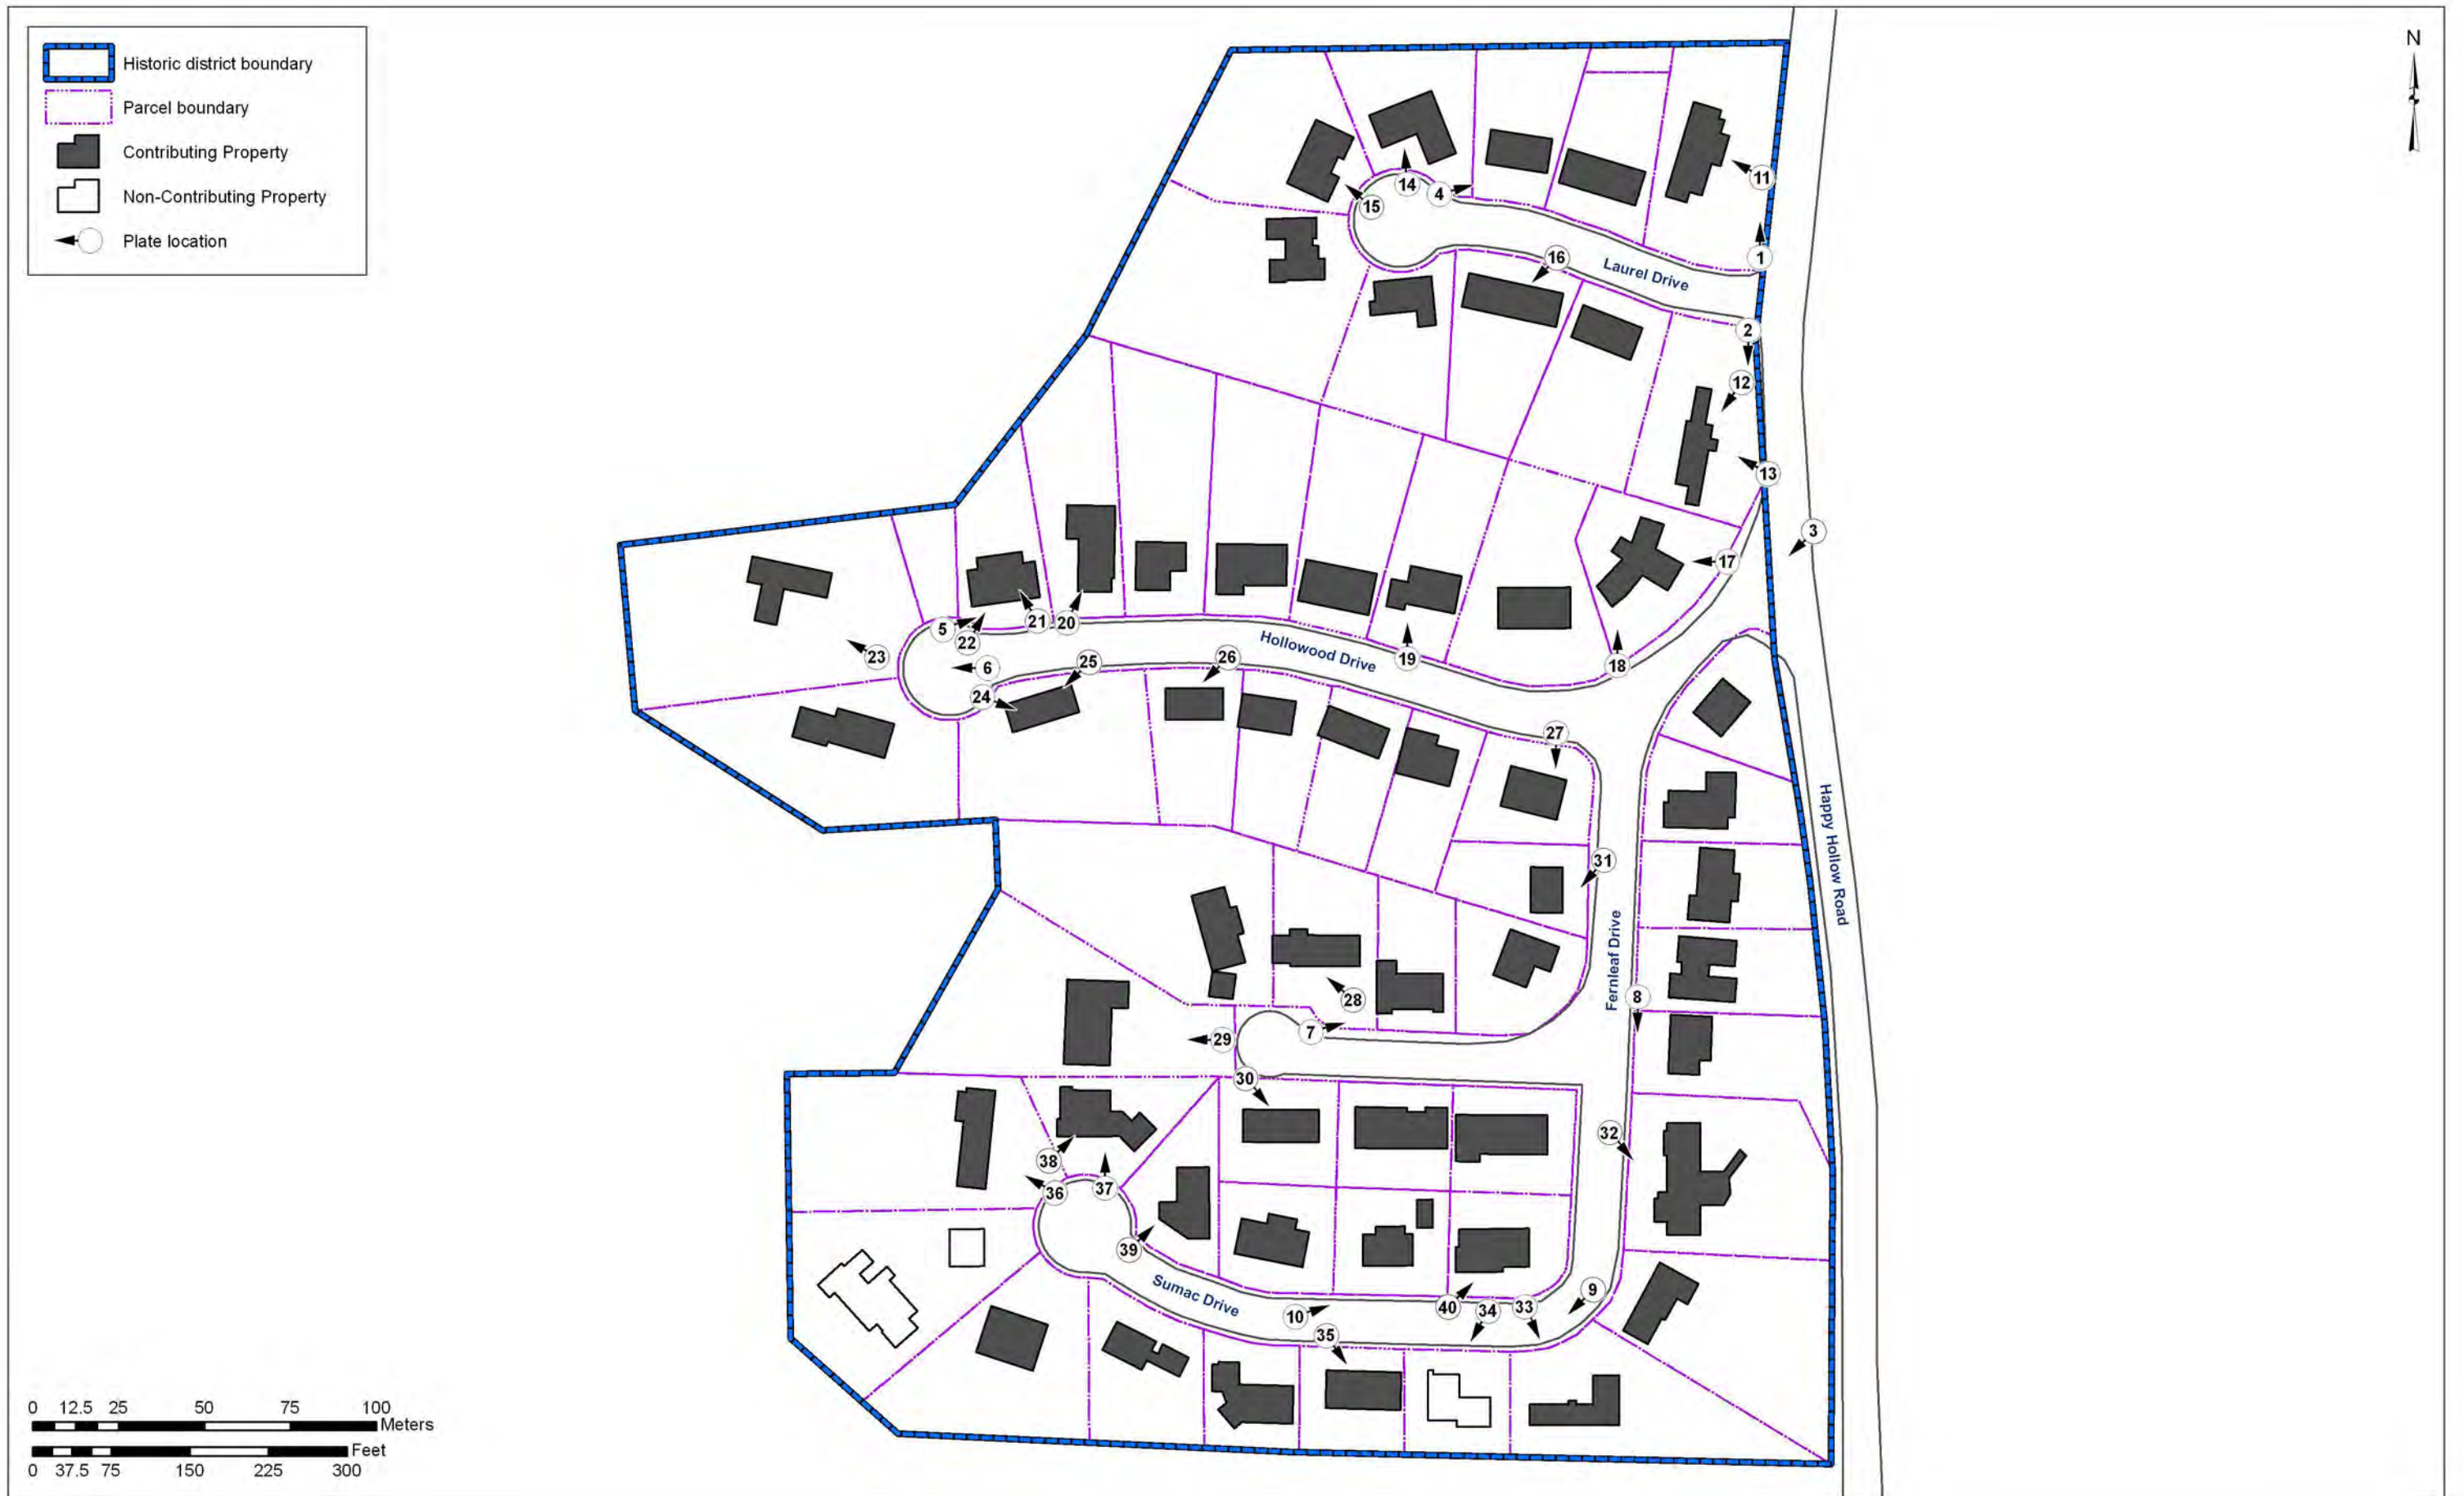 Historic district boundary
Parcel boundary
Contributing Property
Non-Contributing Property
Plate location
N
14
4
15
11
1
16
Laurel Drive
2
12
13
3
17
5
22
21
20
23
6
25
26
Hollowood Drive
19
18
24
27
31
Happy Hollow Road
Fernleaf Drive
28
8
7
29
30
32
38
36
37
39
Sumac Drive
10
40
34
33
9
35
0 12.5 25 50 75 100
Meters
Feet
0 37.5 75 150 225 300